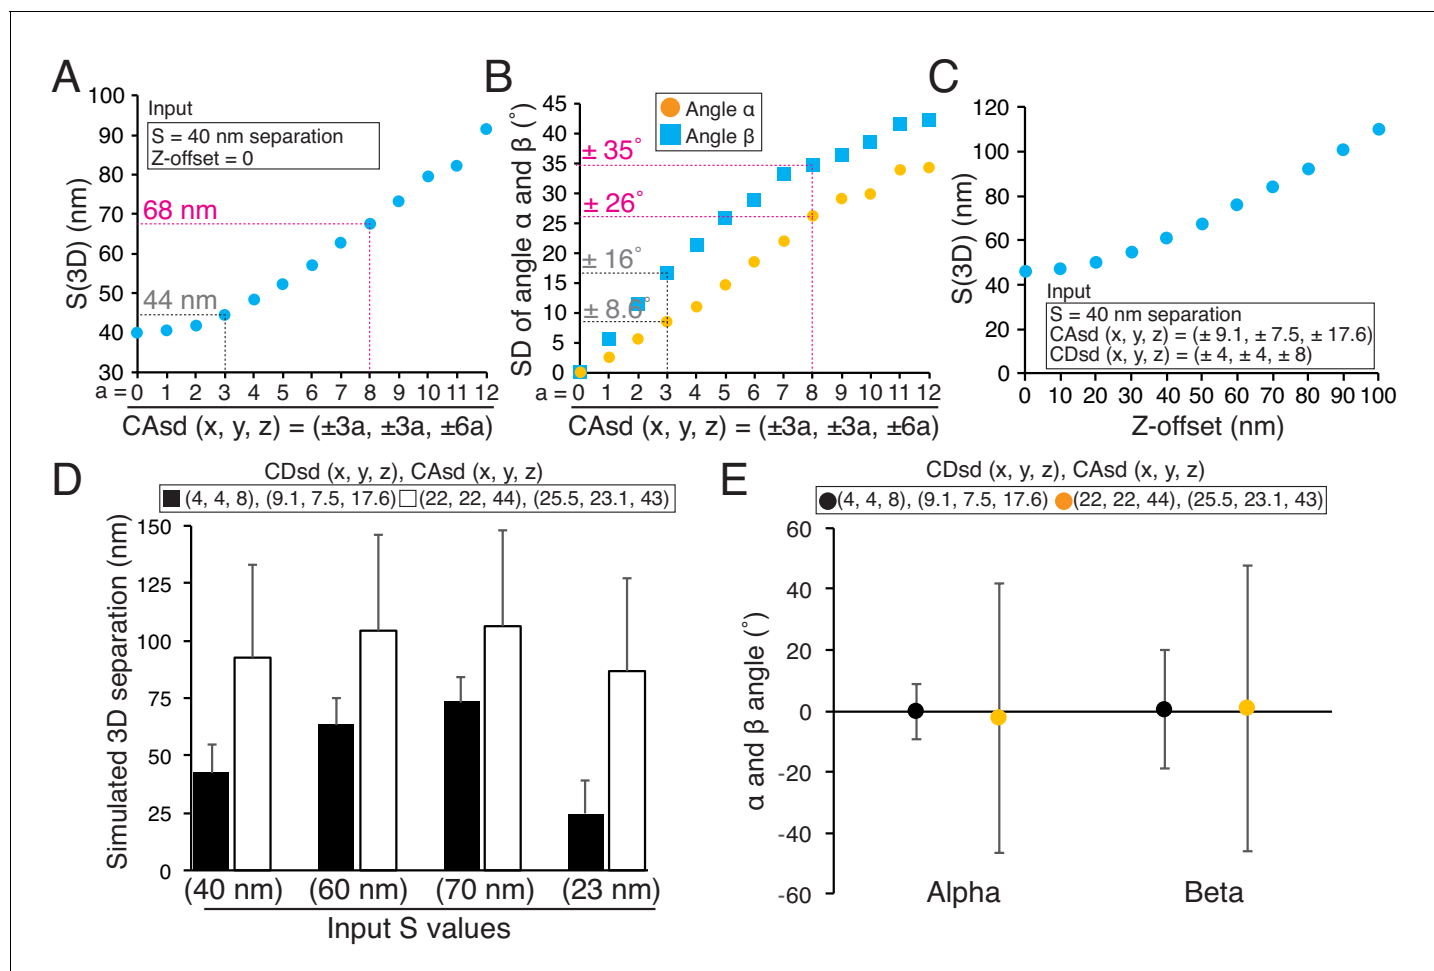 A
100
90
80
70
60
50
40
30
S(3D) (nm)
Input
S = 40 nm separation
Z-offset = 0
68 nm
44 nm
a = 0 1 2 3 4 5 6 7 8 9 10 11 12
CAsd (x, y, z) = (±3a, ±3a, ±6a)
B
45
40
35
30
25
20
15
10
5
0
SD of angle α and β (˚)
Angle α
Angle β
± 35˚
± 26˚
± 16˚
± 8.6˚
a = 0 1 2 3 4 5 6 7 8 9 10 11 12
CAsd (x, y, z) = (±3a, ±3a, ±6a)
C
120
100
80
60
40
20
0
S(3D) (nm)
Input
S = 40 nm separation
CAsd (x, y, z) = (± 9.1, ± 7.5, ± 17.6)
CDsd (x, y, z) = (± 4, ± 4, ± 8)
0 10 20 30 40 50 60 70 80 90 100
Z-offset (nm)
D
CDsd (x, y, z), CAsd (x, y, z)
(4, 4, 8), (9.1, 7.5, 17.6) (22, 22, 44), (25.5, 23.1, 43)
150
125
100
75
50
25
0
Simulated 3D separation (nm)
(40 nm) (60 nm) (70 nm) (23 nm)
Input S values
E
CDsd (x, y, z), CAsd (x, y, z)
(4, 4, 8), (9.1, 7.5, 17.6) (22, 22, 44), (25.5, 23.1, 43)
60
40
20
0
-20
-40
-60
α and β angle (˚)
Alpha Beta